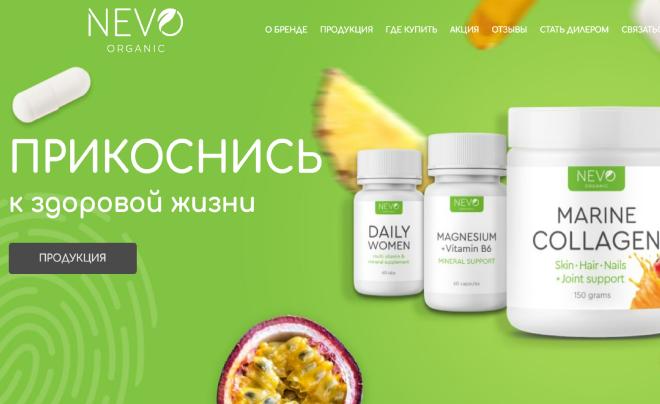 NEVO
ORGANIC
О БРЕНДЕ ПРОДУКЦИЯ ГДЕ КУПИТЬ АКЦИЯ ОТЗЫВЫ СТАТЬ ДИЛЕРОМ СВЯЗАТЬ
ПРИКОСНИСЬ
к здоровой жизни
ПРОДУКЦИЯ
NEVO
DAILY
WOMEN
multi vitamin &
mineral supplement
60 tabs
NEVO
MAGNESIUM
+Vitamin B6
MINERAL SUPPORT
60 capsules
NEVO
ORGANIC
MARINE
COLLAGEN
Skin·Hair·Nails
+Joint support
150 grams